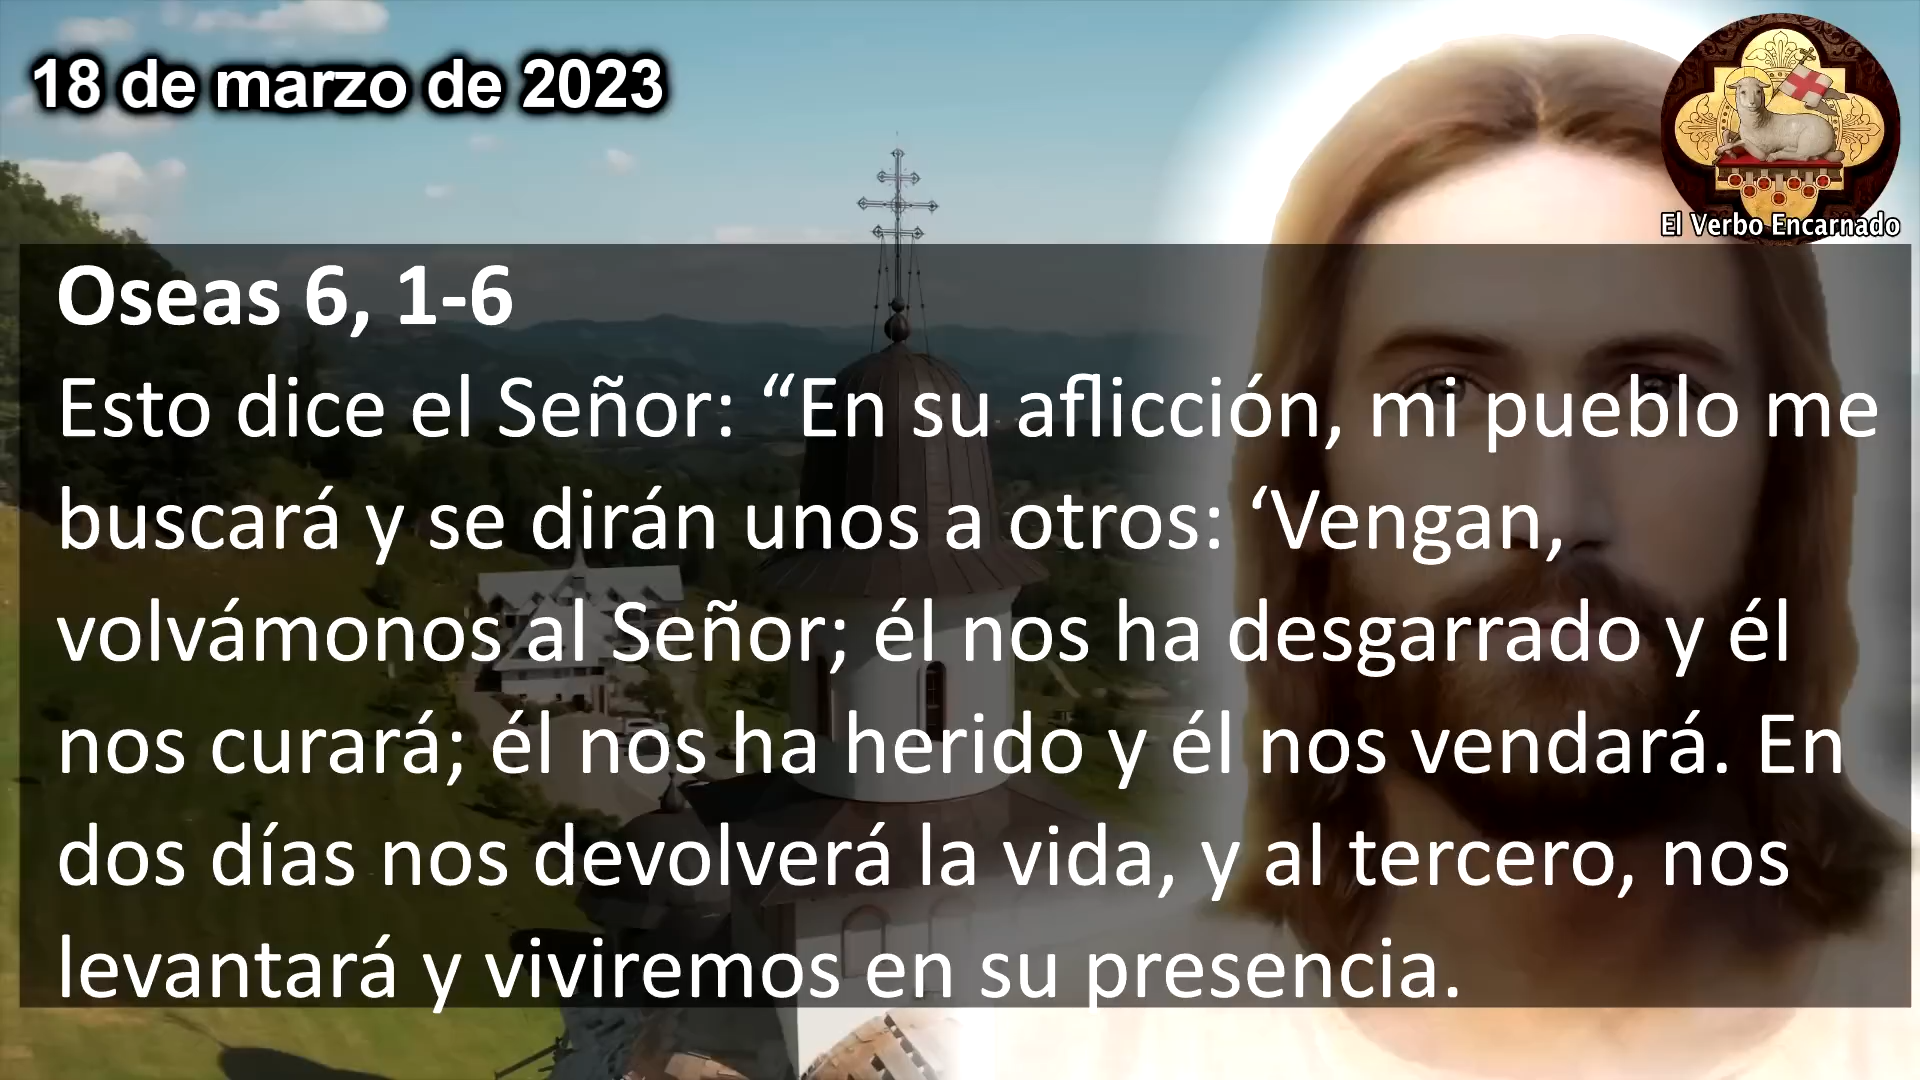 18 de marzo de 2023
El Verbo Encarnado
Oseas 6, 1-6
Esto dice el Señor: “En su aflicción, mi pueblo me
buscará y se dirán unos a otros: ‘Vengan,
volvámonos al Señor; él nos ha desgarrado y él
nos curará; él nos ha herido y él nos vendará. En
dos días nos devolverá la vida, y al tercero, nos
levantará y viviremos en su presencia.